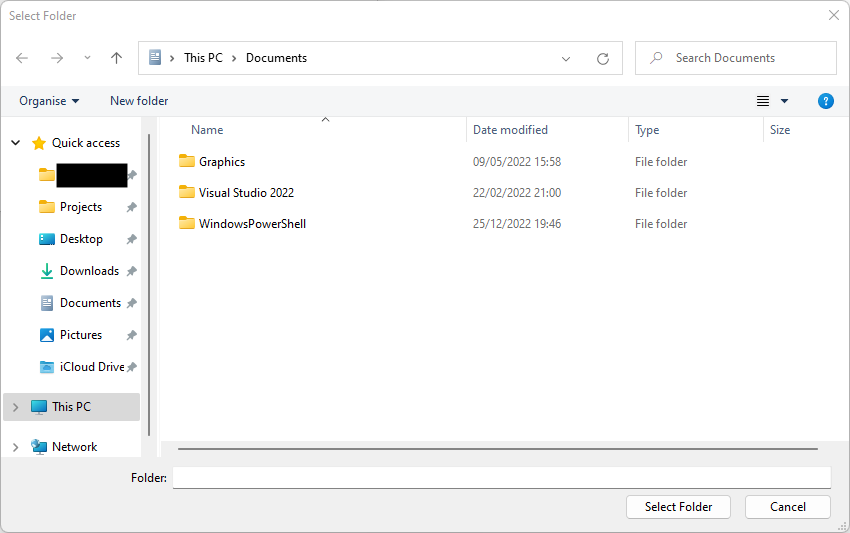 Select Folder
This PC > Documents
Search Documents
Organise
New folder
?
Name
Date modified
Type
Size
Quick access
Projects
Desktop
Downloads
Documents
Pictures
iCloud Drive
This PC
Network
Graphics 09/05/2022 15:58 File folder
Visual Studio 2022 22/02/2022 21:00 File folder
WindowsPowerShell 25/12/2022 19:46 File folder
Folder:
Select Folder
Cancel